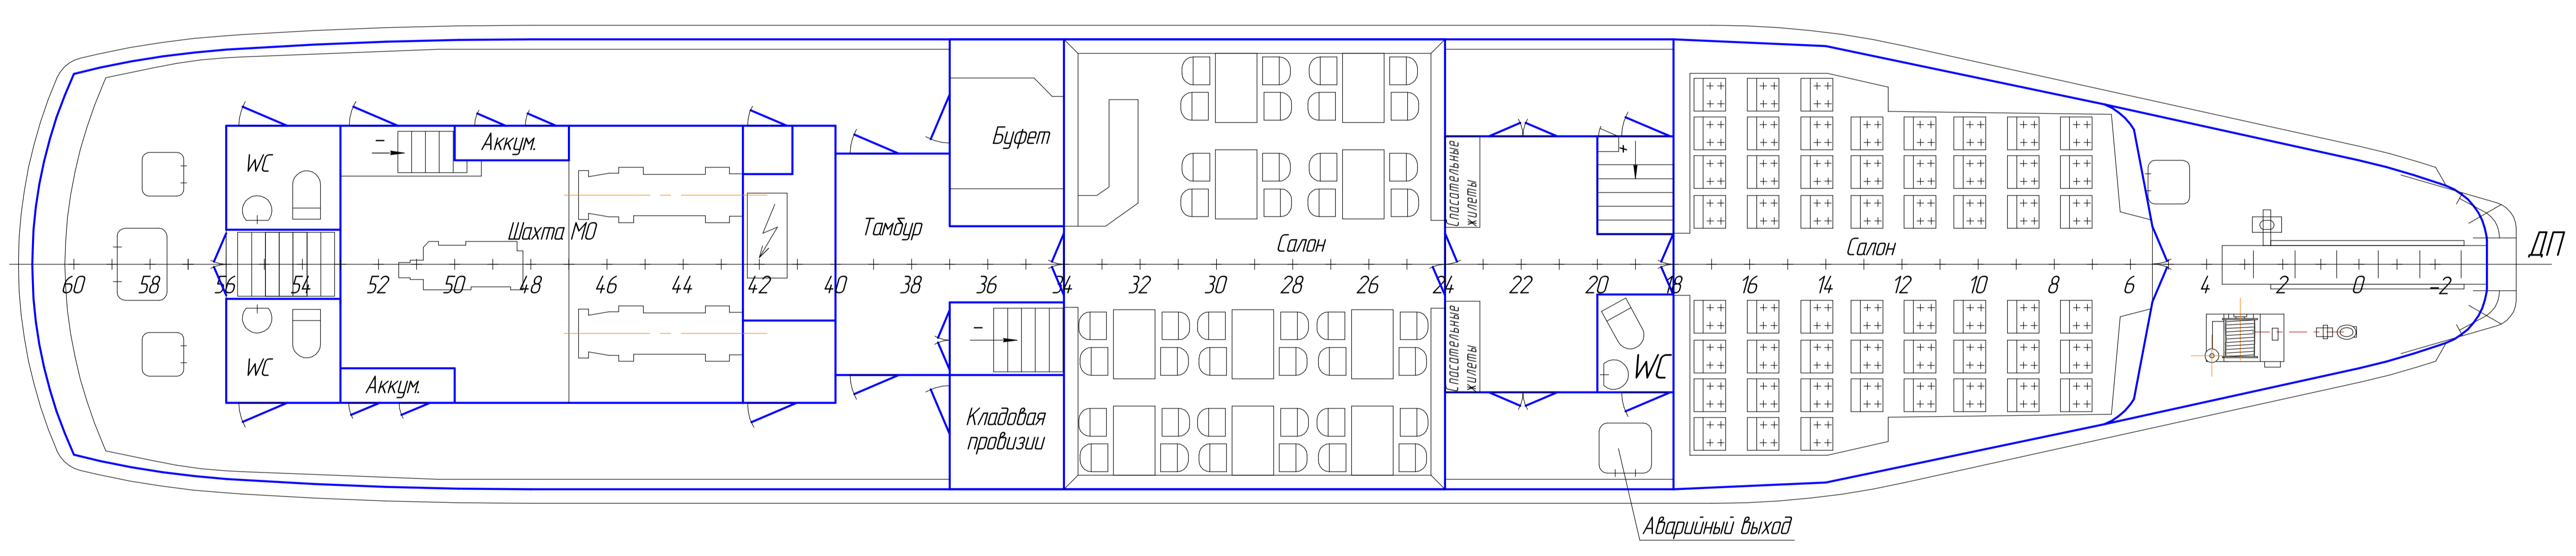 Аккум.
WC
Буфет
Спасательные
жилеты
+
–
Шахта МО
Тамбур
Салон
Салон
ДП
60 58 56 54 52 50 48 46 44 42 40 38 36 34 32 30 28 26 24 22 20 18 16 14 12 10 8 6 4 2 0 -2
–
WC
Аккум.
Спасательные
жилеты
WC
Кладовая
провизии
Аварийный выход